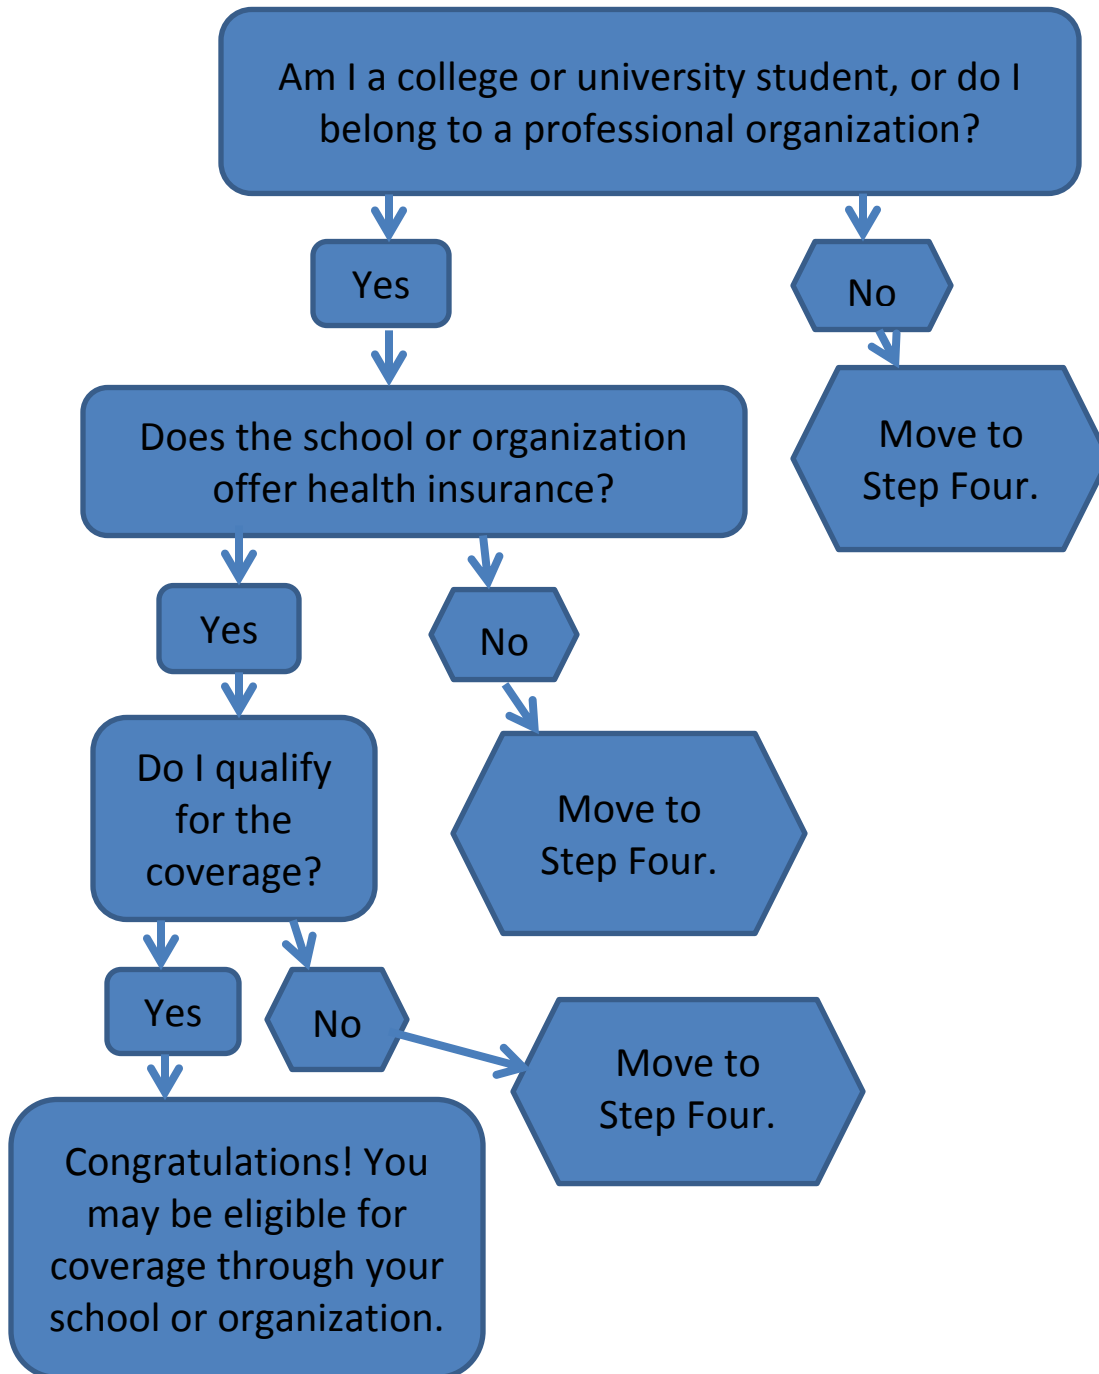 Am I a college or university student, or do I
belong to a professional organization?
Yes
No
Does the school or organization
offer health insurance?
Move to
Step Four.
Yes
No
Do I qualify
for the
coverage?
Move to
Step Four.
Yes
No
Move to
Step Four.
Congratulations! You
may be eligible for
coverage through your
school or organization.